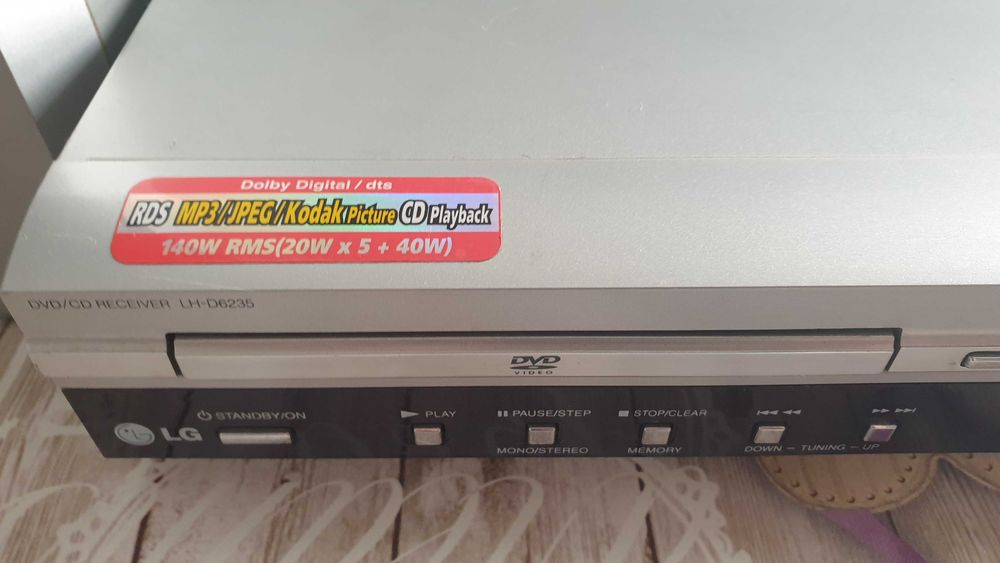 Dolby Digital / dts
RDS MP3/JPEG/Kodak Picture CD Playback
140W RMS(20W x 5 + 40W)
DVD/CD RECEIVER LH-D6235
DVD
VIDEO
STANDBY/ON
PLAY
PAUSE/STEP
STOP/CLEAR
LG
MONO/STEREO
MEMORY
DOWN – TUNING – UP